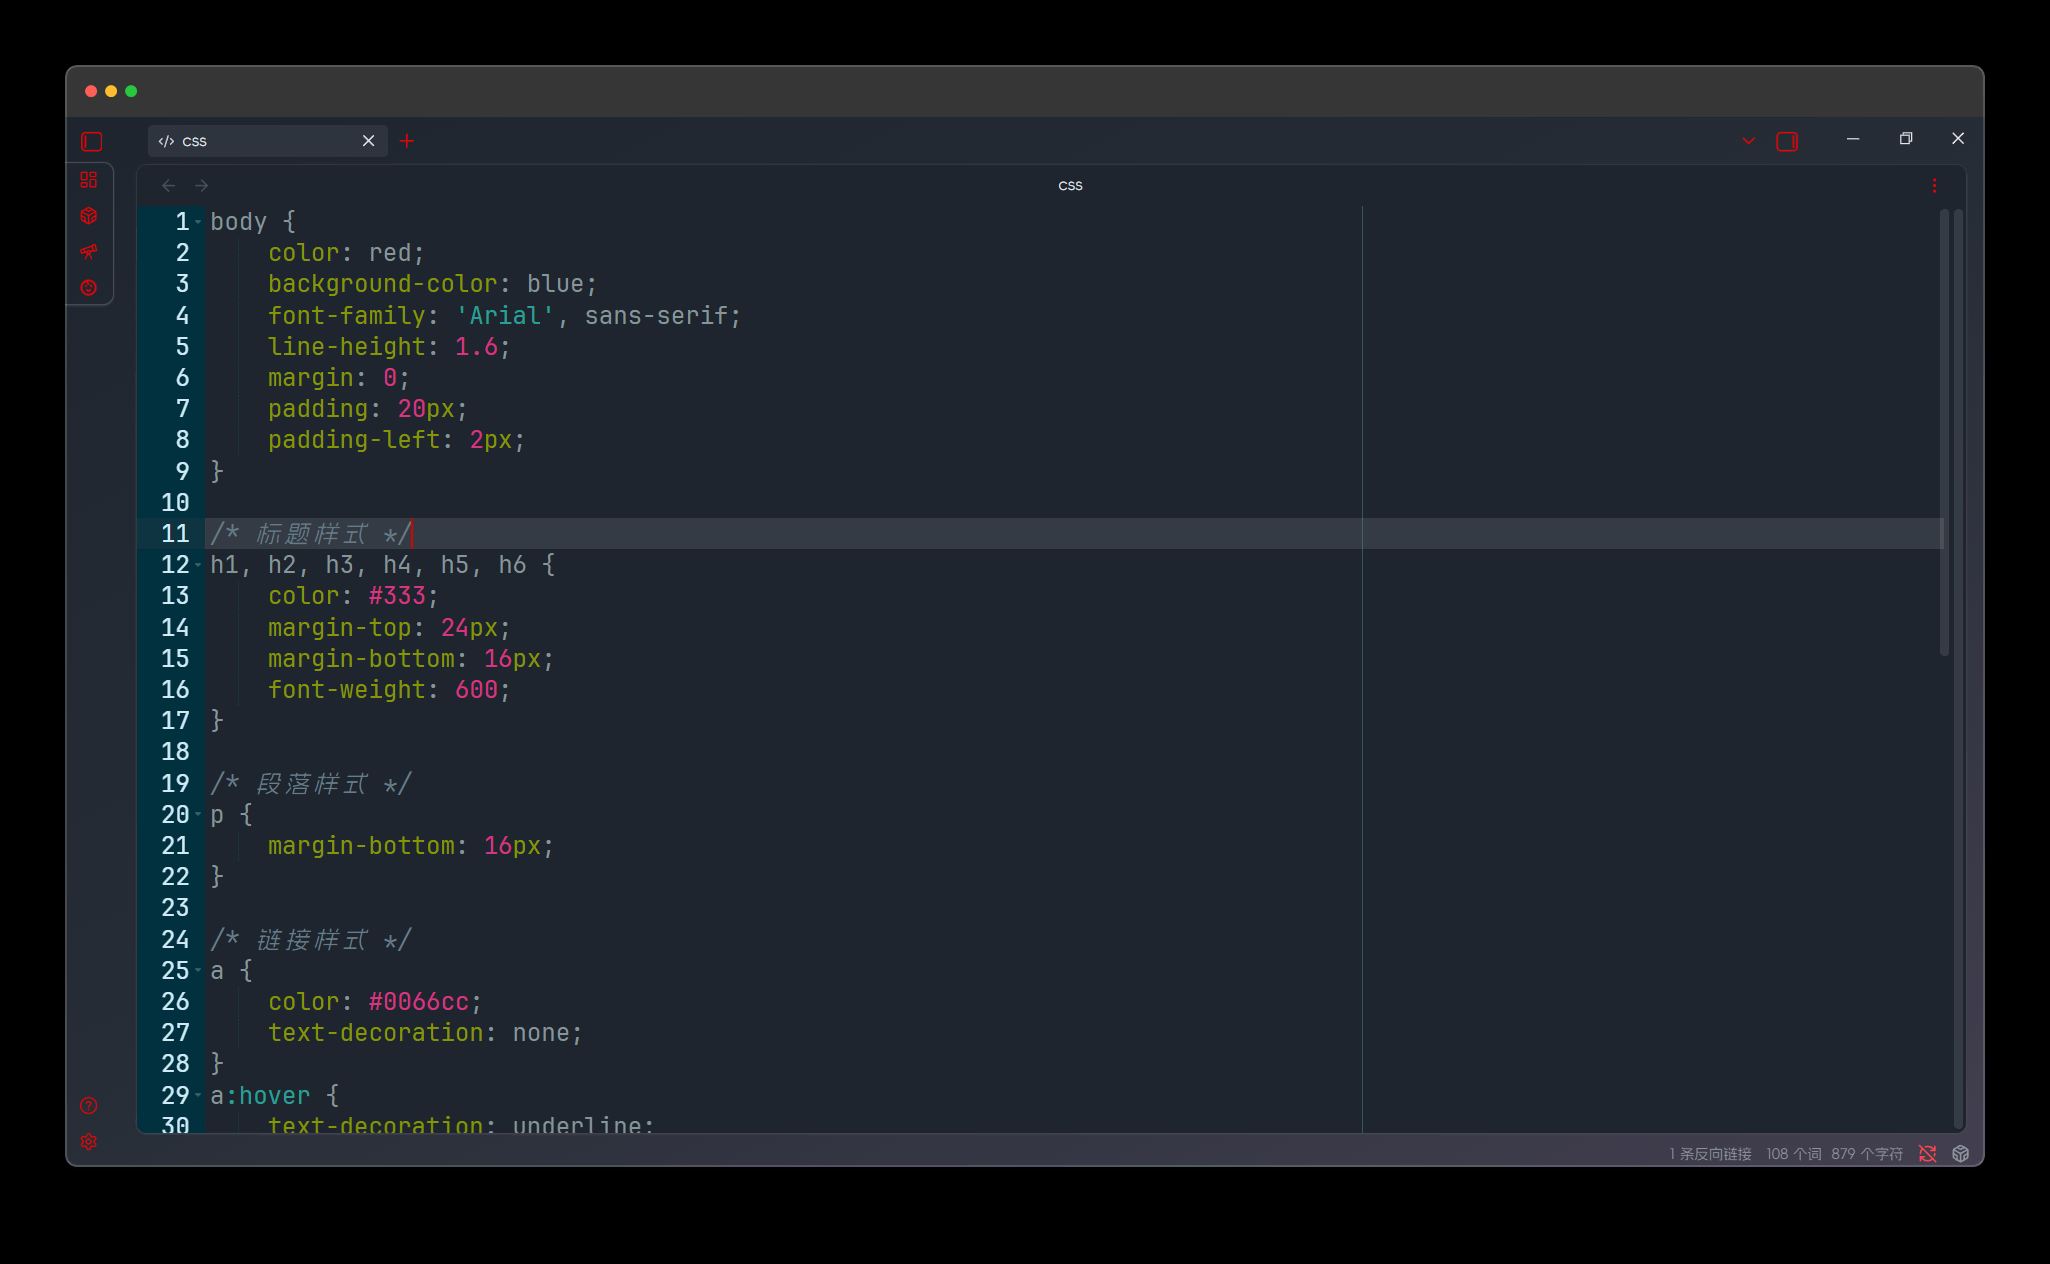 css
css
1 body {
2     color: red;
3     background-color: blue;
4     font-family: 'Arial', sans-serif;
5     line-height: 1.6;
6     margin: 0;
7     padding: 20px;
8     padding-left: 2px;
9 }
10
11 /* 标题样式 */
12 h1, h2, h3, h4, h5, h6 {
13     color: #333;
14     margin-top: 24px;
15     margin-bottom: 16px;
16     font-weight: 600;
17 }
18
19 /* 段落样式 */
20 p {
21     margin-bottom: 16px;
22 }
23
24 /* 链接样式 */
25 a {
26     color: #0066cc;
27     text-decoration: none;
28 }
29 a:hover {
30     text-decoration: underline;
1 条反向链接 108 个词 879 个字符